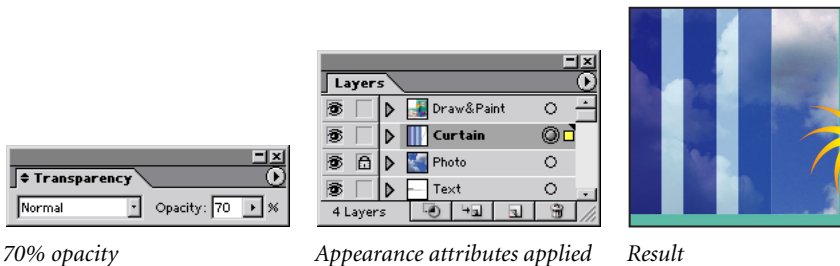 Transparency
Normal Opacity: 70 %
70% opacity
Layers
Draw&Paint
Curtain
Photo
Text
4 Layers
Appearance attributes applied
Result